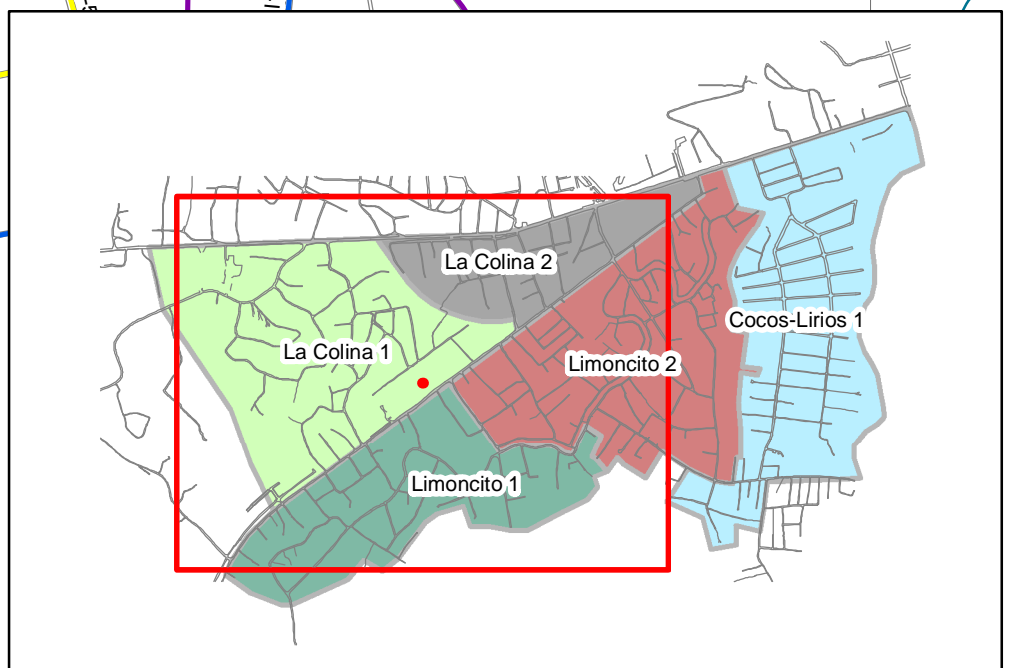 La Colina 2
Cocos-Lirios 1
La Colina 1
Limoncito 2
Limoncito 1